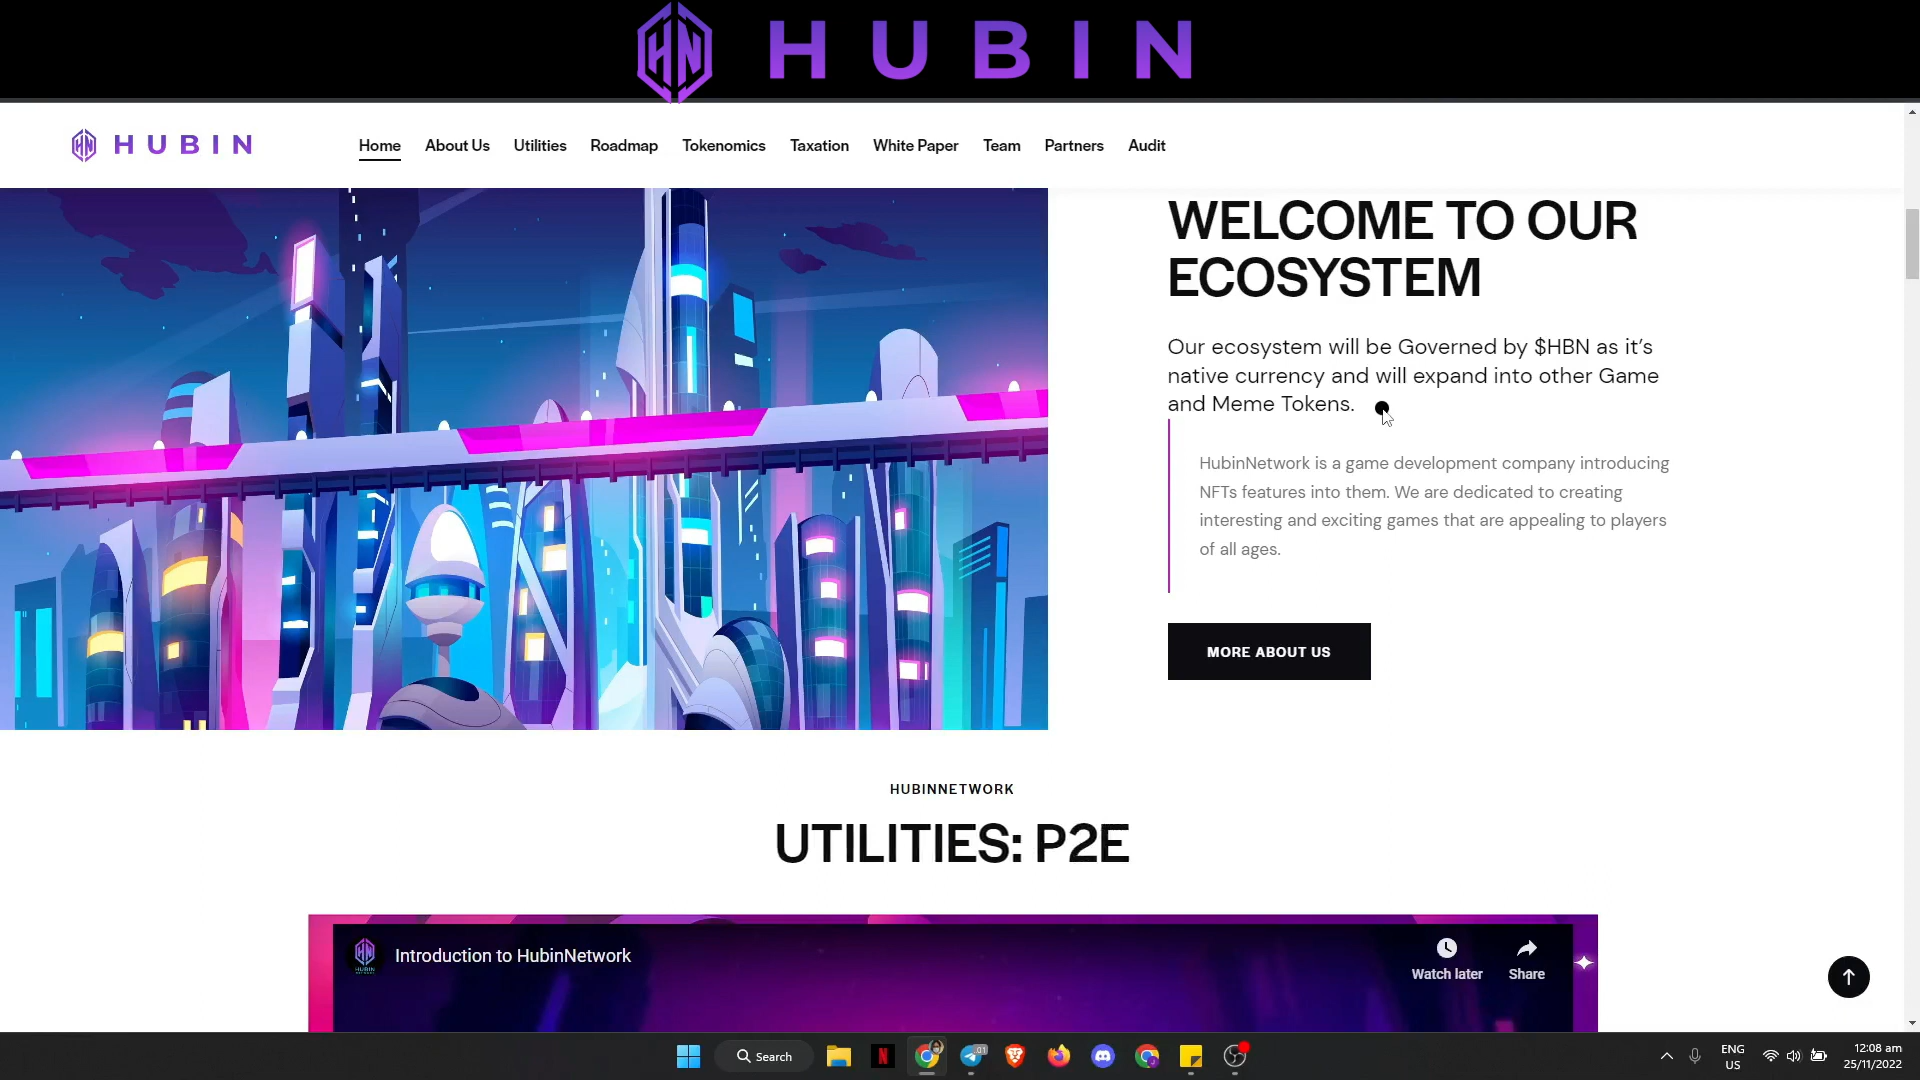 HUBIN
HUBIN
Home About Us Utilities Roadmap Tokenomics Taxation White Paper Team Partners Audit
WELCOME TO OUR
ECOSYSTEM
Our ecosystem will be Governed by $HBN as it's
native currency and will expand into other Game
and Meme Tokens.
HubinNetwork is a game development company introducing
NFTs features into them. We are dedicated to creating
interesting and exciting games that are appealing to players
of all ages.
MORE ABOUT US
HUBINNETWORK
UTILITIES: P2E
Introduction to HubinNetwork
Watch later Share
Search
ENG
US
12:08 am
25/11/2022